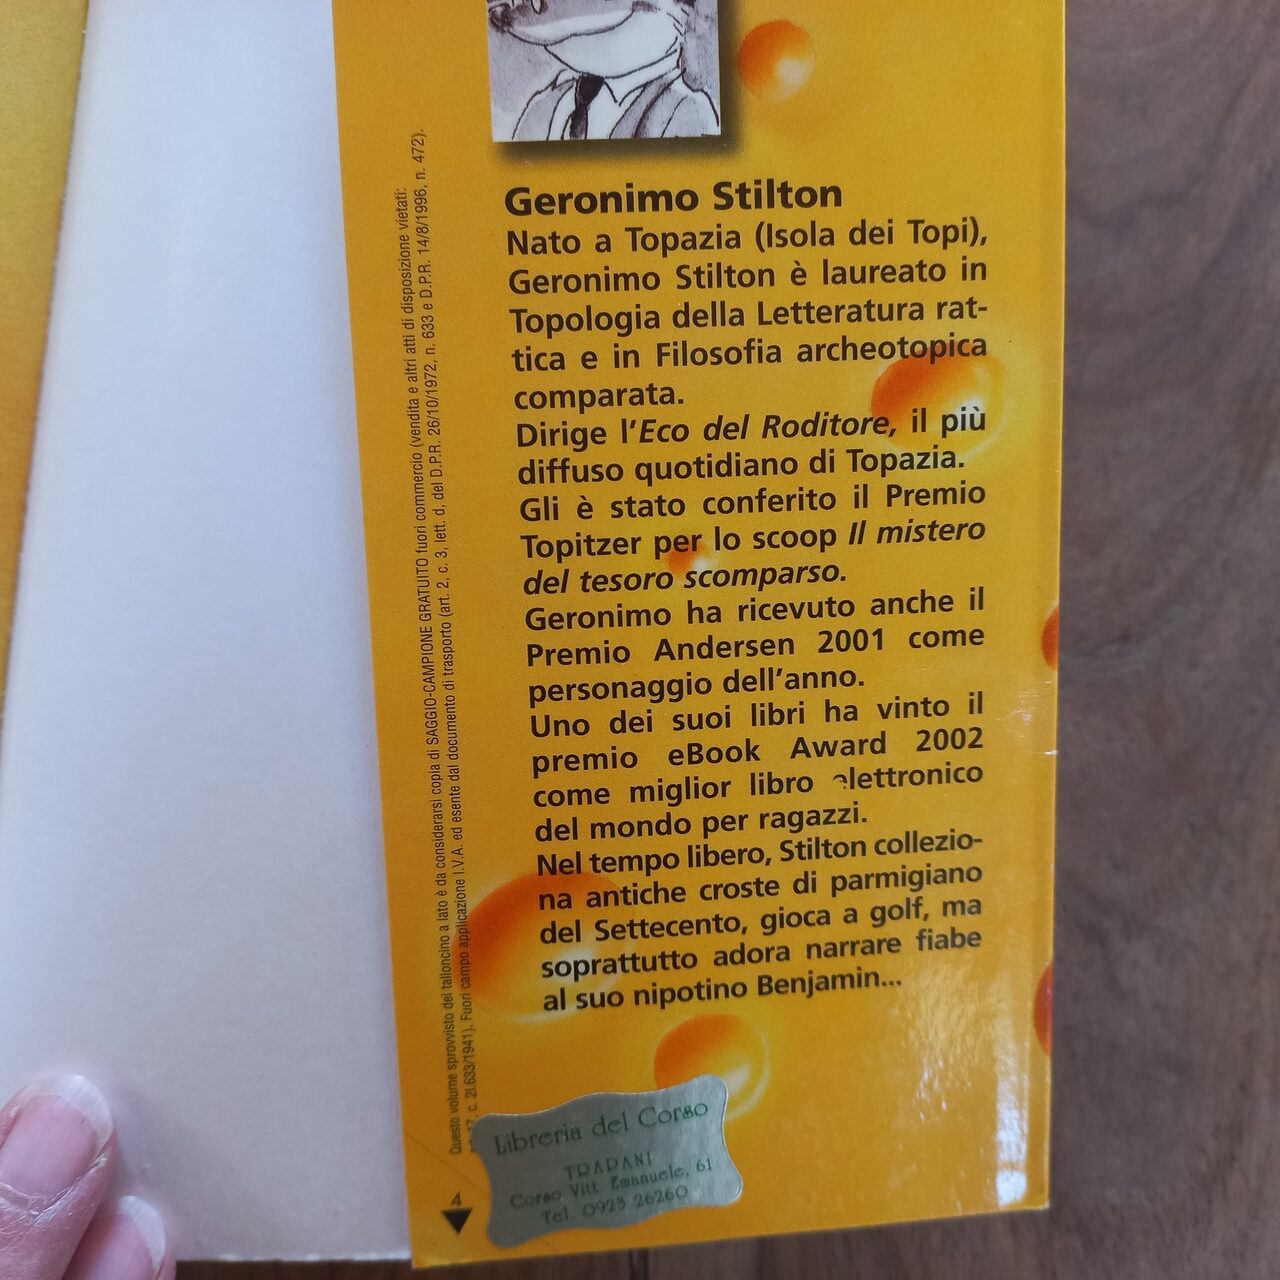 Geronimo Stilton
Nato a Topazia (Isola dei Topi),
Geronimo Stilton è laureato in
Topologia della Letteratura rat-
tica e in Filosofia archeotopica
comparata.
Dirige l'Eco del Roditore, il più
diffuso quotidiano di Topazia.
Gli è stato conferito il Premio
Topitzer per lo scoop Il mistero
del tesoro scomparso.
Geronimo ha ricevuto anche il
Premio Andersen 2001 come
personaggio dell'anno.
Uno dei suoi libri ha vinto il
premio eBook Award 2002
come miglior libro elettronico
del mondo per ragazzi.
Nel tempo libero, Stilton collezio-
na antiche croste di parmigiano
del Settecento, gioca a golf, ma
soprattutto adora narrare fiabe
al suo nipotino Benjamin...
Questo volume sprovvisto del talloncino a lato è da considerarsi copia di SAGGIO-CAMPIONE GRATUITO fuori commercio (vendita e altri atti di disposizione vietati:
17, c. 2l.633/1941). Fuori campo applicazione I.V.A. ed esente dal documento di trasporto (art. 2, c. 3, lett. d, del D.P.R. 26/10/1972, n. 633 e D.P.R. 14/8/1996, n. 472).
4
Libreria del Corso
TRAPANI
Corso Vitt. Emanuele, 61
Tel. 0923 26260